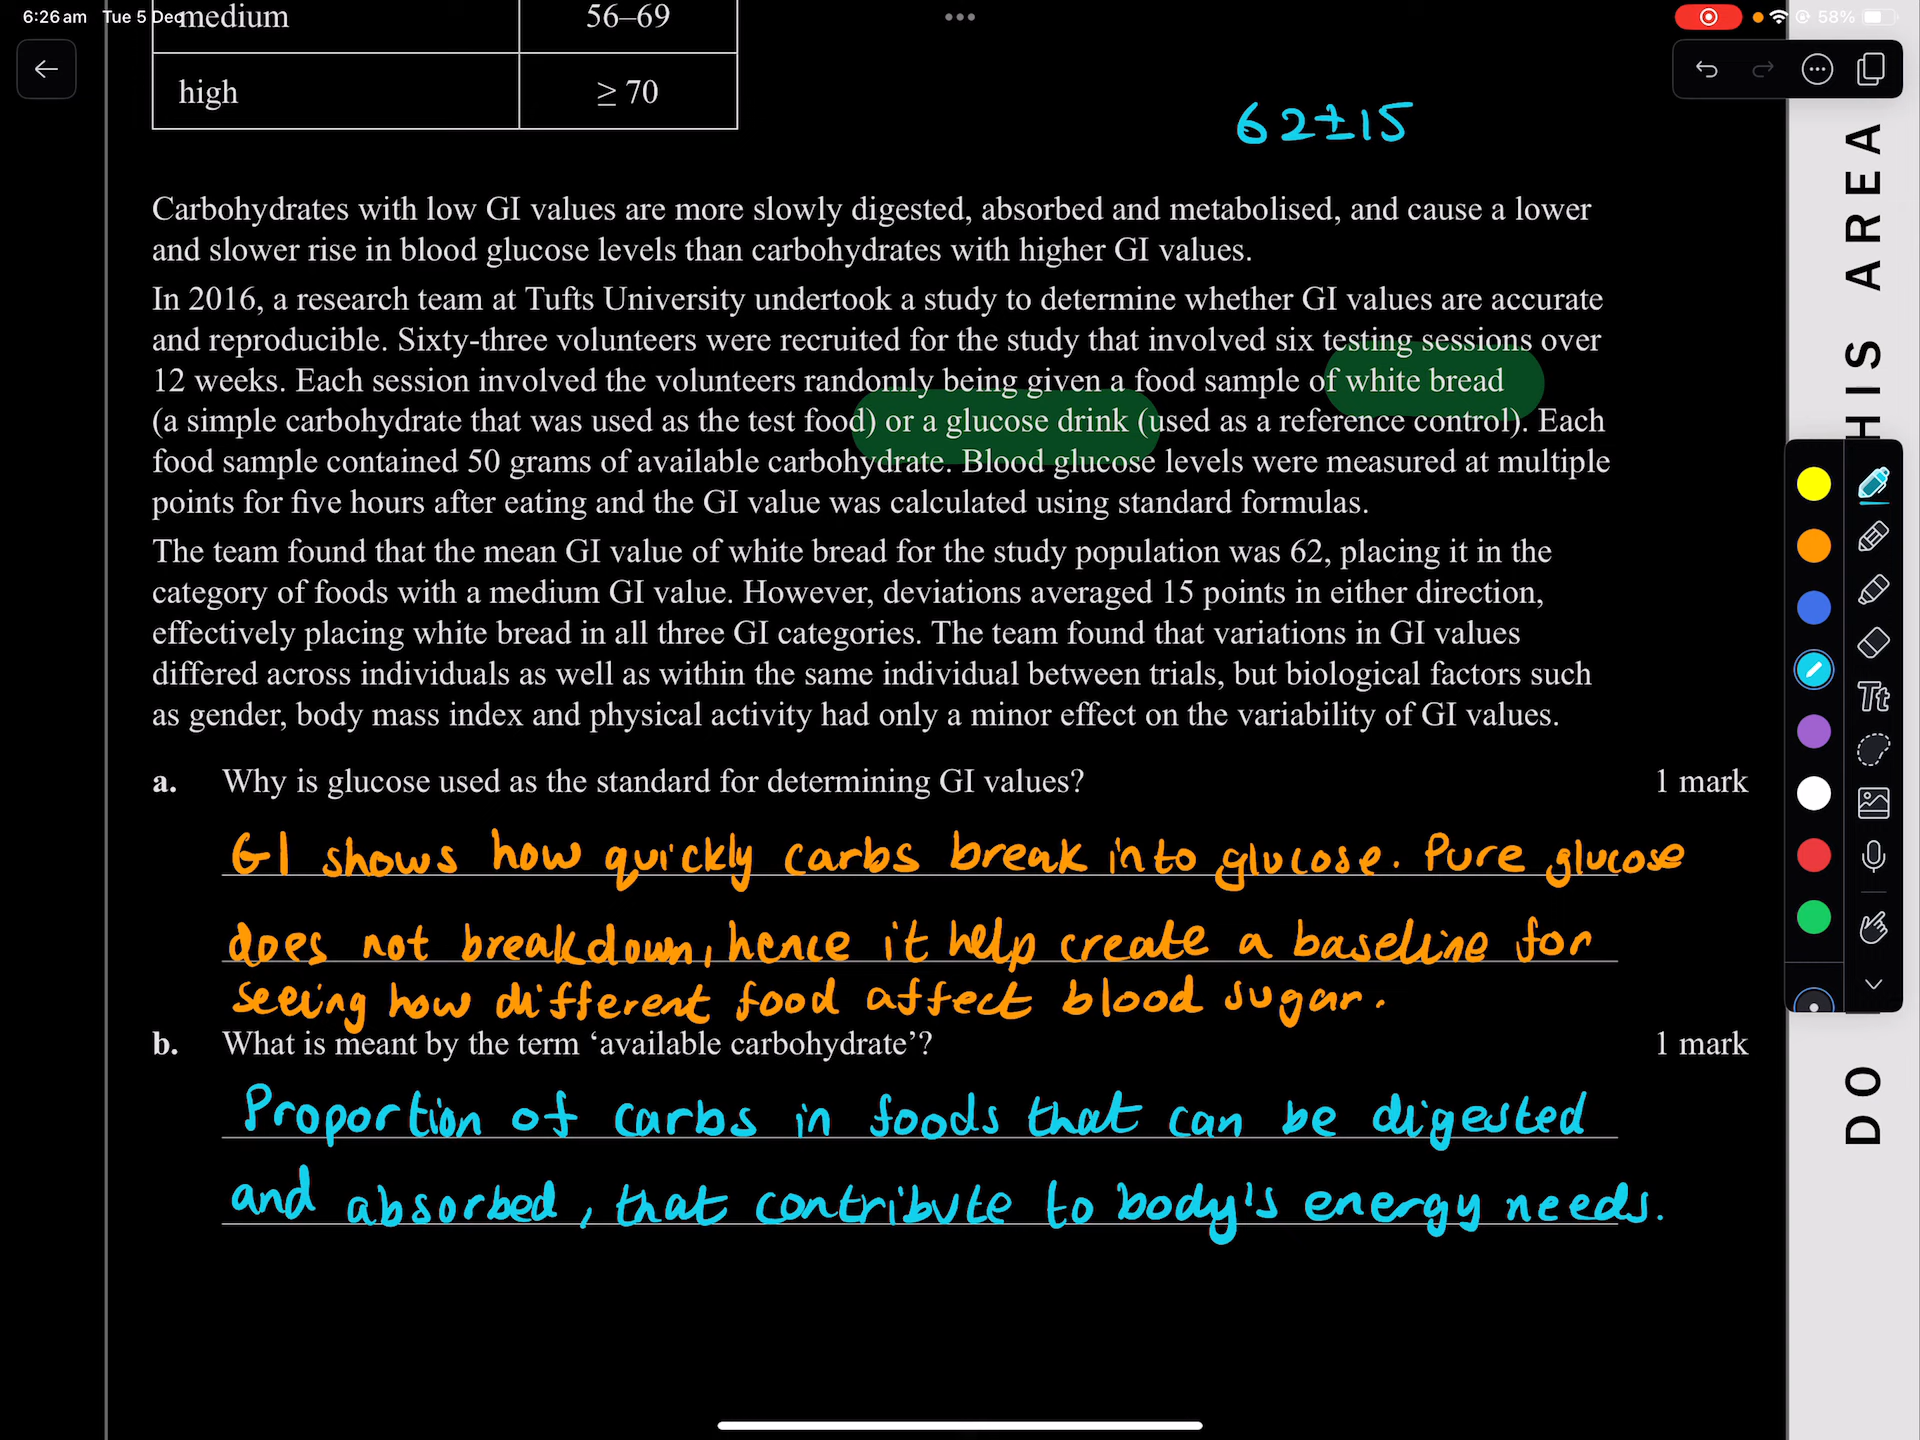 6:26 am Tue 5 Dec
58%
medium 56–69
high ≥ 70
62±15
Carbohydrates with low GI values are more slowly digested, absorbed and metabolised, and cause a lower
and slower rise in blood glucose levels than carbohydrates with higher GI values.
In 2016, a research team at Tufts University undertook a study to determine whether GI values are accurate
and reproducible. Sixty-three volunteers were recruited for the study that involved six testing sessions over
12 weeks. Each session involved the volunteers randomly being given a food sample of white bread
(a simple carbohydrate that was used as the test food) or a glucose drink (used as a reference control). Each
food sample contained 50 grams of available carbohydrate. Blood glucose levels were measured at multiple
points for five hours after eating and the GI value was calculated using standard formulas.
The team found that the mean GI value of white bread for the study population was 62, placing it in the
category of foods with a medium GI value. However, deviations averaged 15 points in either direction,
effectively placing white bread in all three GI categories. The team found that variations in GI values
differed across individuals as well as within the same individual between trials, but biological factors such
as gender, body mass index and physical activity had only a minor effect on the variability of GI values.
a. Why is glucose used as the standard for determining GI values? 1 mark
GI shows how quickly carbs break into glucose. Pure glucose
does not breakdown, hence it help create a baseline for
seeing how different food affect blood sugar.
b. What is meant by the term ‘available carbohydrate’? 1 mark
Proportion of carbs in foods that can be digested
and absorbed, that contribute to body's energy needs.
Tt
DO
HIS AREA